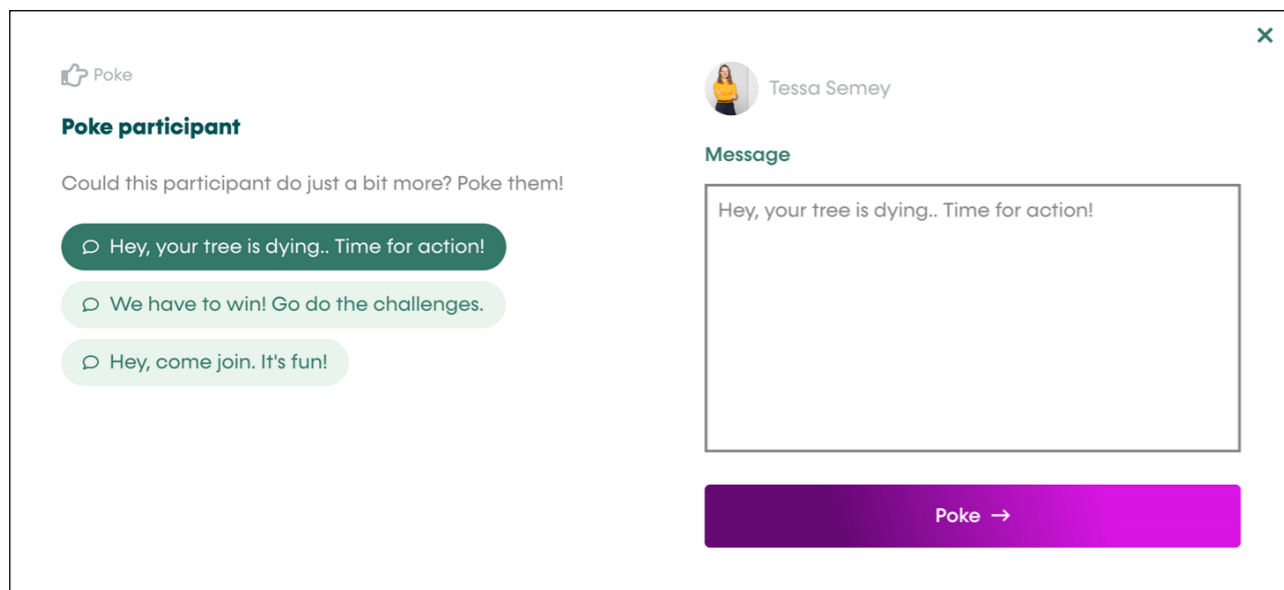 Poke
Poke participant
Could this participant do just a bit more? Poke them!
Hey, your tree is dying.. Time for action!
We have to win! Go do the challenges.
Hey, come join. It's fun!
Tessa Semey
Message
Hey, your tree is dying.. Time for action!
Poke →